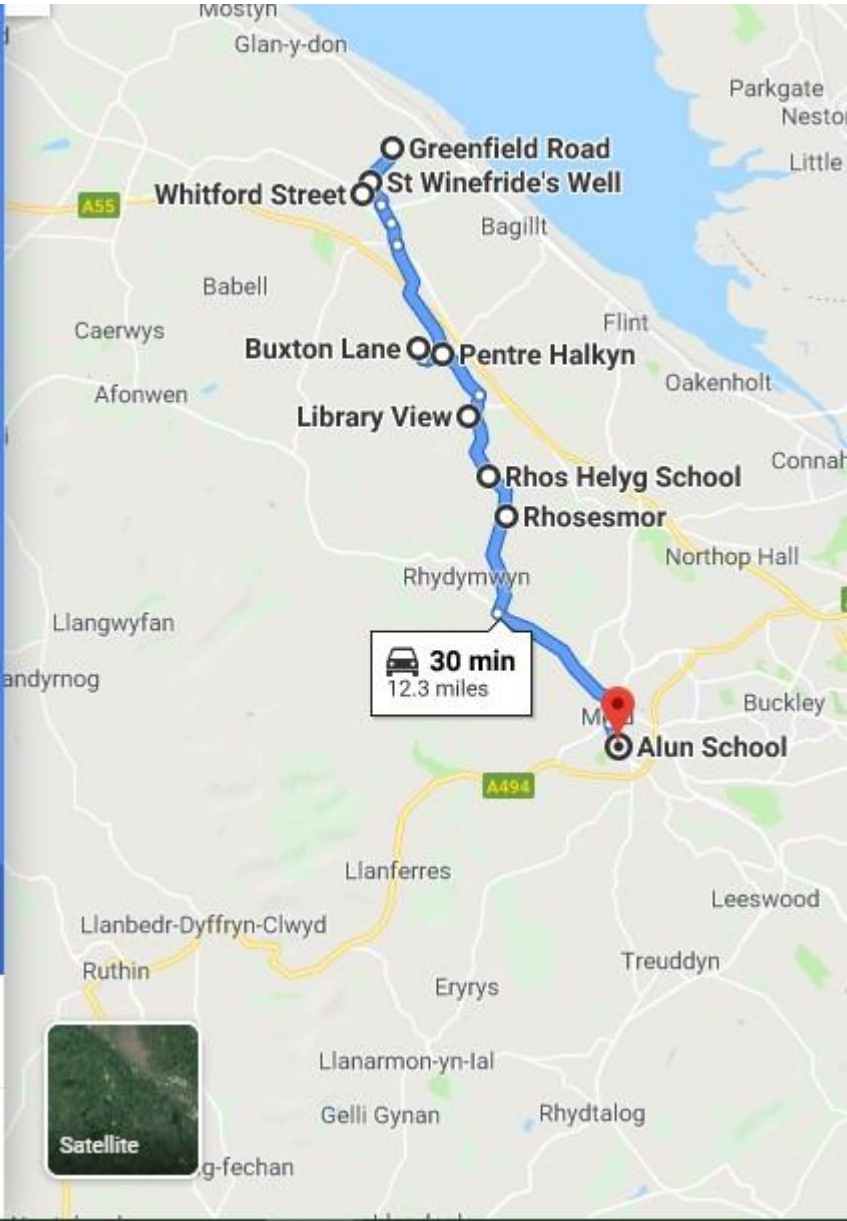 Mostyn
Glan-y-don
Parkgate
Greenfield Road
Little
St Winefride's Well
Whitford Street
A55
Bagillt
Babell
Flint
Caerwys
Buxton Lane
Pentre Halkyn
Oakenholt
Afonwen
Library View
Rhos Helyg School
Rhosesmor
Northop Hall
Rhydymwyn
Llangwyfan
30 min
andyrnog
12.3 miles
Buckley
Alun School
A494
Llanferres
Leeswood
Llanbedr-Dyffryn-Clwyd
Treuddyn
Ruthin
Eryrys
Llanarmon-yn-Ial
Gelli Gynan
Rhydtalog
Satellite
g-fechan